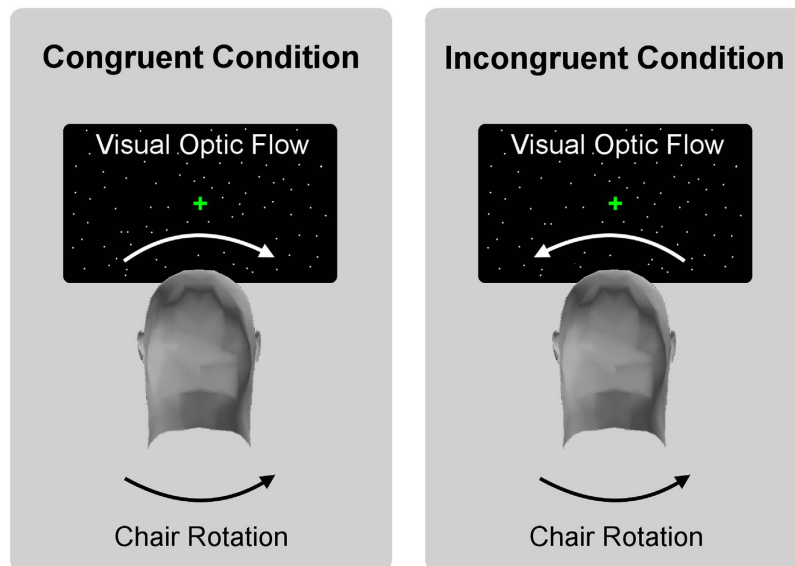 Congruent Condition
Visual Optic Flow
Chair Rotation
Incongruent Condition
Visual Optic Flow
Chair Rotation